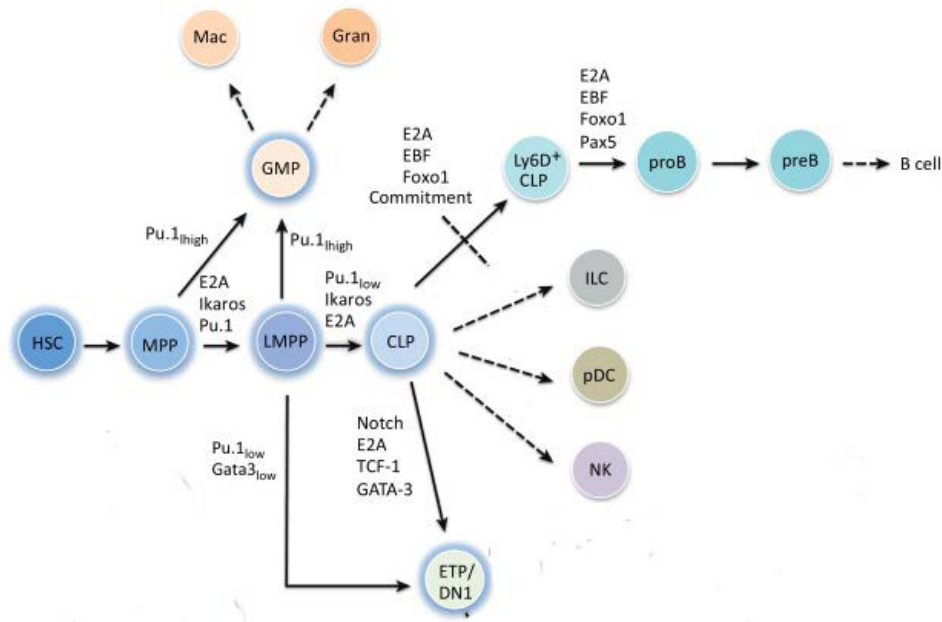 Mac
Gran
GMP
E2A
EBF
Foxo1
Pax5
E2A
EBF
Foxo1
Commitment
Ly6D+
CLP
proB
preB
B cell
Pu.1lhigh
Pu.1lhigh
E2A
Ikaros
Pu.1
Pu.1low
Ikaros
E2A
HSC
MPP
LMPP
CLP
ILC
pDC
NK
Pu.1low
Gata3low
Notch
E2A
TCF-1
GATA-3
ETP/
DN1